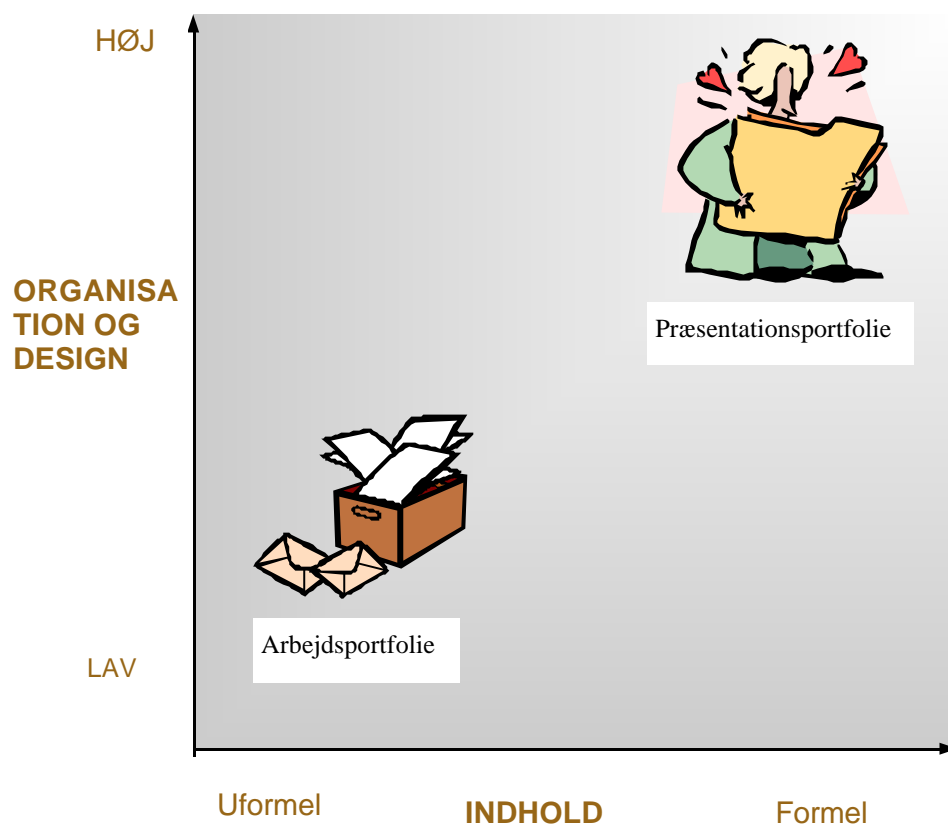 HØJ
ORGANISA
TION OG
DESIGN
Præsentationsportfolie
Arbejdsportfolie
LAV
Uformel
INDHOLD
Formel